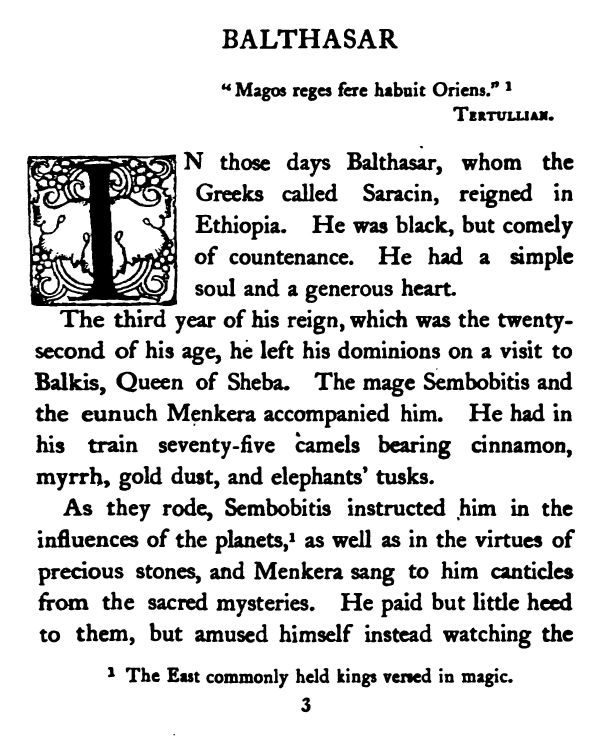 BALTHASAR
“Magos reges fere habuit Oriens.” ¹
TERTULLIAN.
IN those days Balthasar, whom the
Greeks called Saracin, reigned in
Ethiopia. He was black, but comely
of countenance. He had a simple
soul and a generous heart.
The third year of his reign, which was the twenty-
second of his age, he left his dominions on a visit to
Balkis, Queen of Sheba. The mage Sembobitis and
the eunuch Menkera accompanied him. He had in
his train seventy-five camels bearing cinnamon,
myrrh, gold dust, and elephants’ tusks.
As they rode, Sembobitis instructed him in the
influences of the planets,¹ as well as in the virtues of
precious stones, and Menkera sang to him canticles
from the sacred mysteries. He paid but little heed
to them, but amused himself instead watching the
¹ The East commonly held kings versed in magic.
3